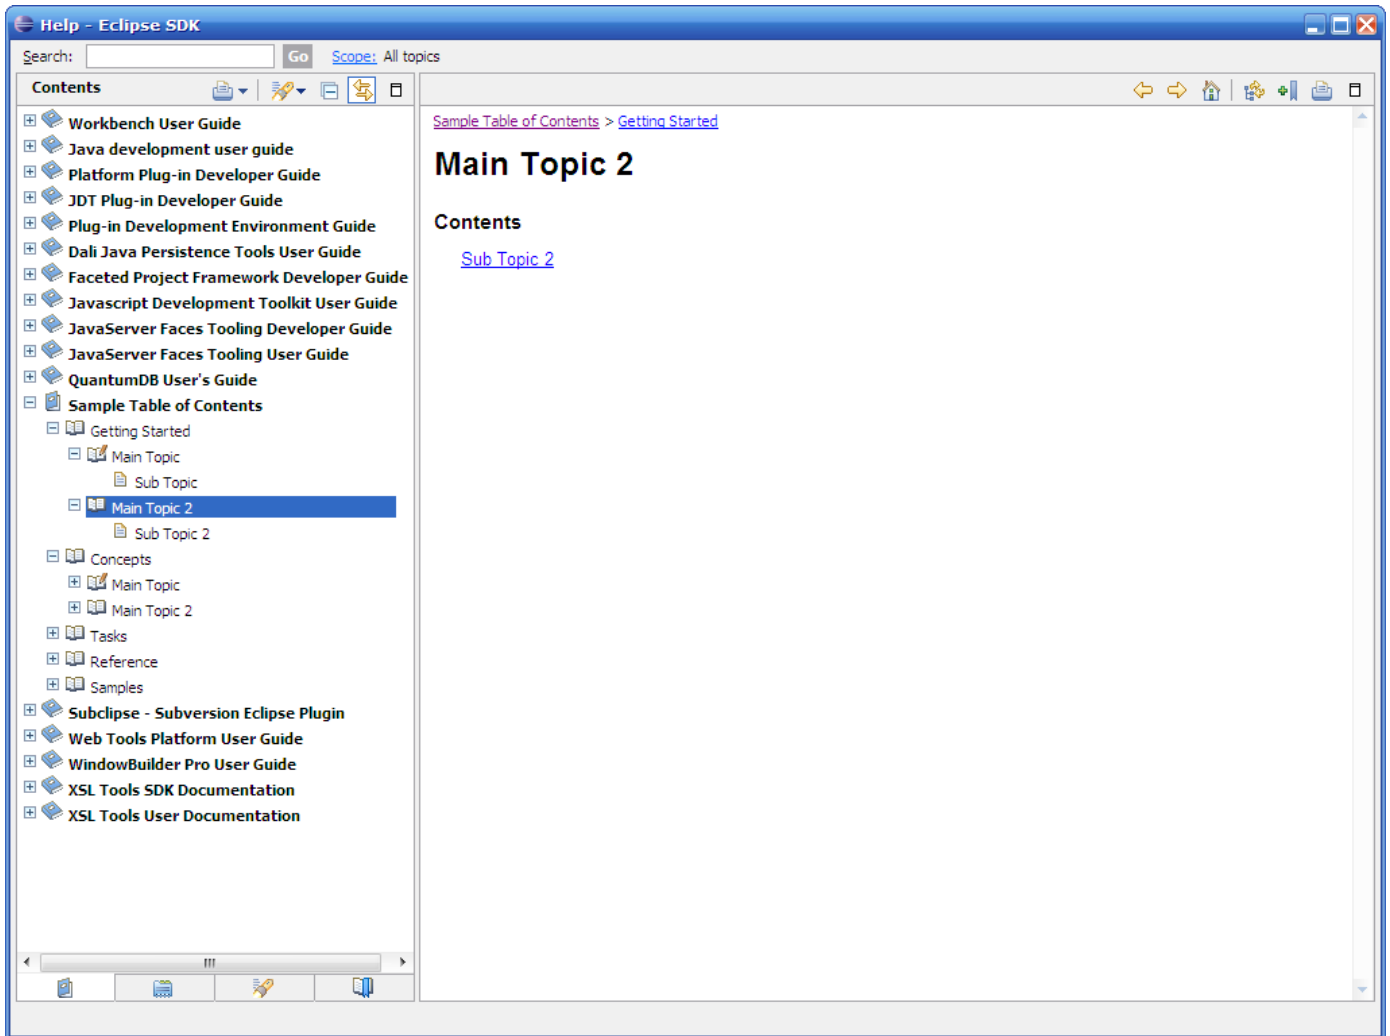 Help - Eclipse SDK
Search: Go Scope: All topics
Contents
Workbench User Guide
Java development user guide
Platform Plug-in Developer Guide
JDT Plug-in Developer Guide
Plug-in Development Environment Guide
Dali Java Persistence Tools User Guide
Faceted Project Framework Developer Guide
Javascript Development Toolkit User Guide
JavaServer Faces Tooling Developer Guide
JavaServer Faces Tooling User Guide
QuantumDB User's Guide
Sample Table of Contents
Getting Started
Main Topic
Sub Topic
Main Topic 2
Sub Topic 2
Concepts
Main Topic
Main Topic 2
Tasks
Reference
Samples
Subclipse - Subversion Eclipse Plugin
Web Tools Platform User Guide
WindowBuilder Pro User Guide
XSL Tools SDK Documentation
XSL Tools User Documentation
Sample Table of Contents > Getting Started
Main Topic 2
Contents
Sub Topic 2